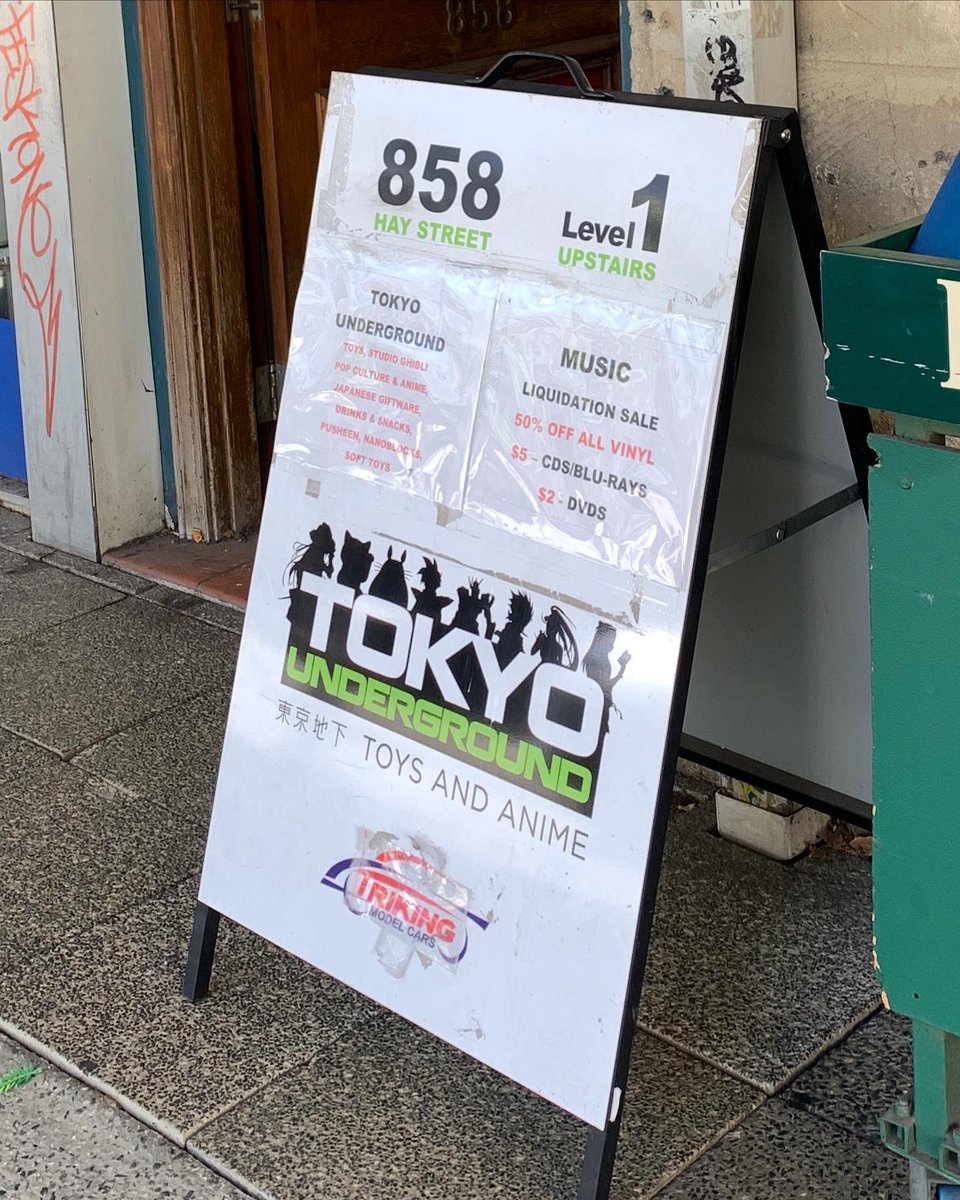 858
858
HAY STREET
Level 1
UPSTAIRS
TOKYO
UNDERGROUND
TOYS, STUDIO GHIBLI
POP CULTURE & ANIME,
JAPANESE GIFTWARE,
DRINKS & SNACKS,
PUSHEEN, NANOBLOCKS,
SOFT TOYS
MUSIC
LIQUIDATION SALE
50% OFF ALL VINYL
$5 – CDS/BLU-RAYS
$2 - DVDS
TOKYO
UNDERGROUND
東京地下 TOYS AND ANIME
TRIKING
MODEL CARS